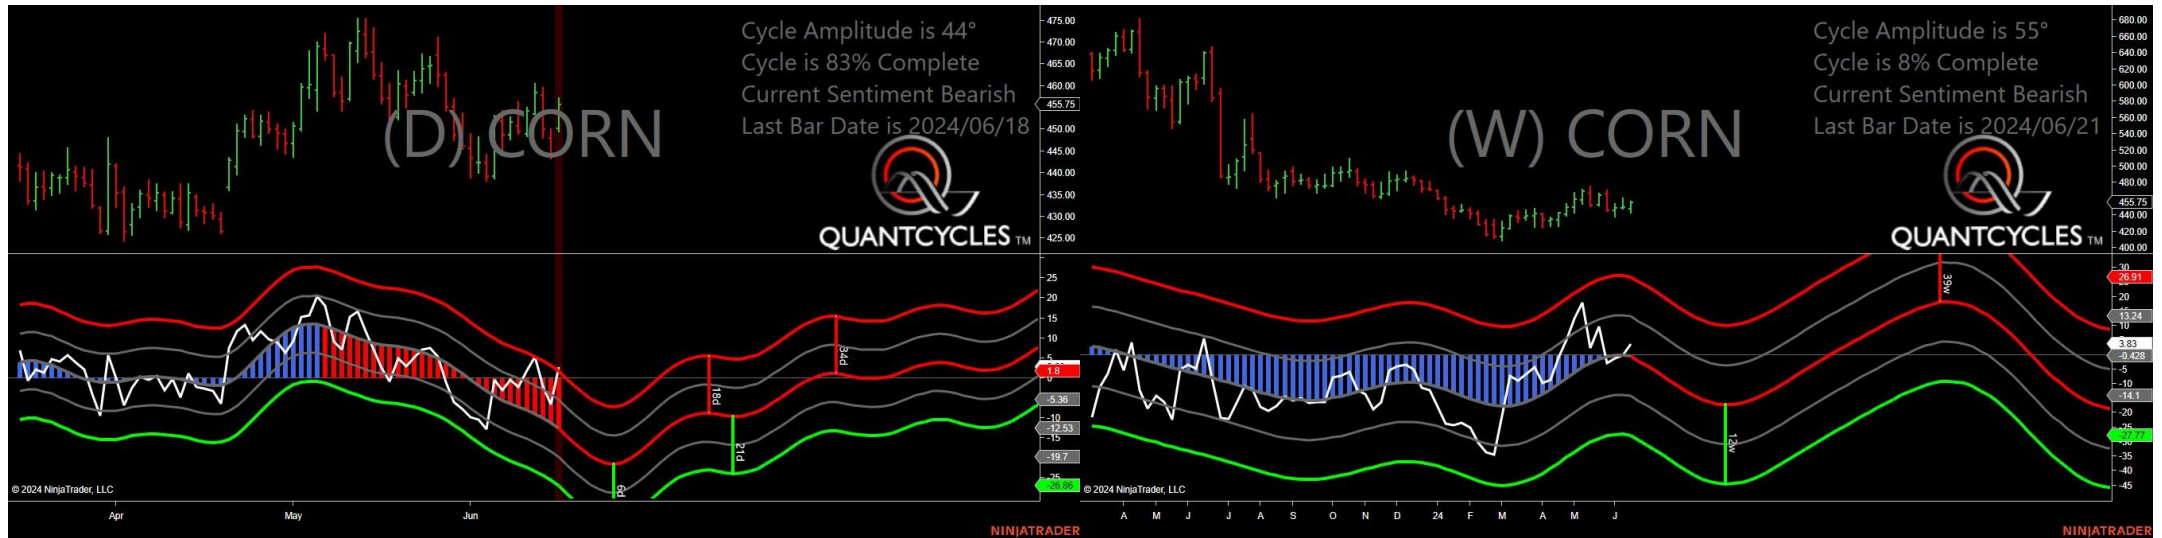 Cycle Amplitude is 44°
Cycle is 83% Complete
Current Sentiment Bearish
Last Bar Date is 2024/06/18
(D) CORN
QUANTCYCLES TM
475.00
470.00
465.00
460.00
455.75
450.00
445.00
440.00
435.00
430.00
425.00
25
20
15
10
5
1.8
0
-5.36
-10
-12.53
-15
-19.7
-25
-26.86
6d
18d
21d
34d
© 2024 NinjaTrader, LLC
Apr May Jun
NINJATRADER
Cycle Amplitude is 55°
Cycle is 8% Complete
Current Sentiment Bearish
Last Bar Date is 2024/06/21
(W) CORN
QUANTCYCLES TM
680.00
660.00
640.00
620.00
600.00
580.00
560.00
540.00
520.00
500.00
480.00
455.75
440.00
420.00
400.00
30
26.91
20
13.24
10
3.83
-0.428
-5
-10
-14.1
-20
-27.77
-35
-40
-45
12w
39w
© 2024 NinjaTrader, LLC
A M J J A S O N D 24 F M A M J
NINJATRADER